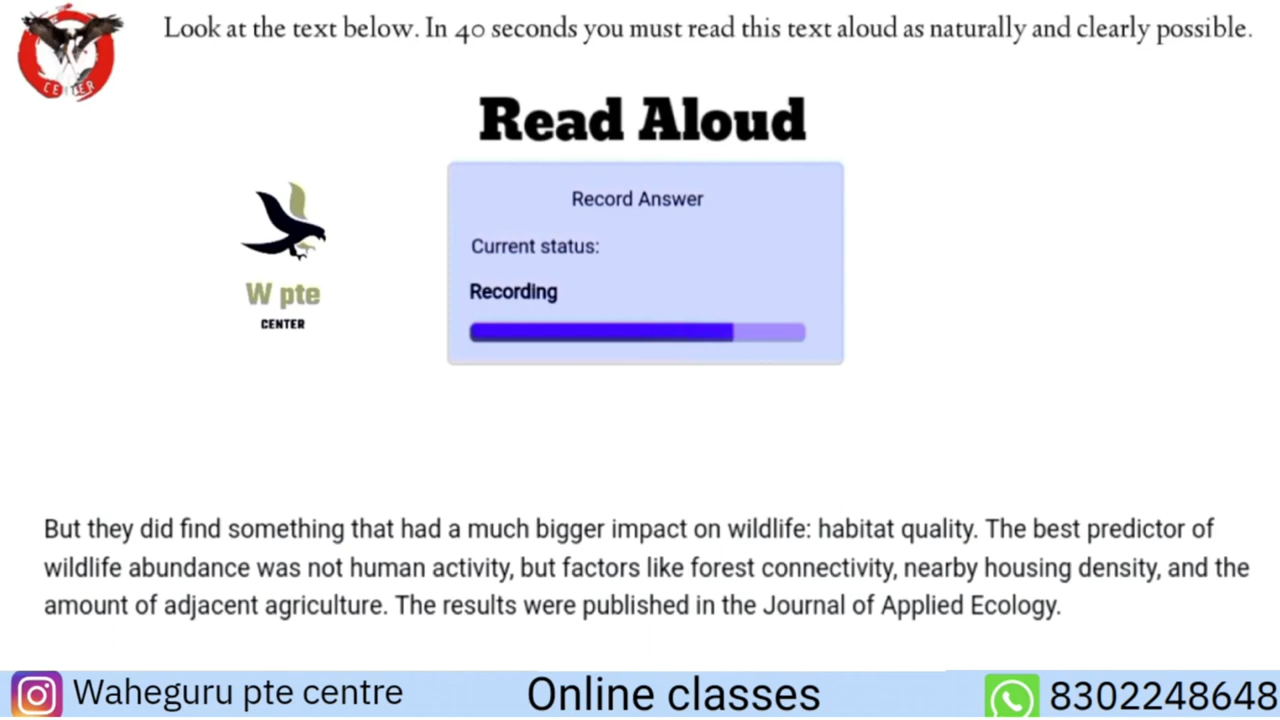 Look at the text below. In 40 seconds you must read this text aloud as naturally and clearly possible.
CENTER
Read Aloud
Record Answer
Current status:
Recording
W pte
CENTER
But they did find something that had a much bigger impact on wildlife: habitat quality. The best predictor of
wildlife abundance was not human activity, but factors like forest connectivity, nearby housing density, and the
amount of adjacent agriculture. The results were published in the Journal of Applied Ecology.
Waheguru pte centre
Online classes
8302248648